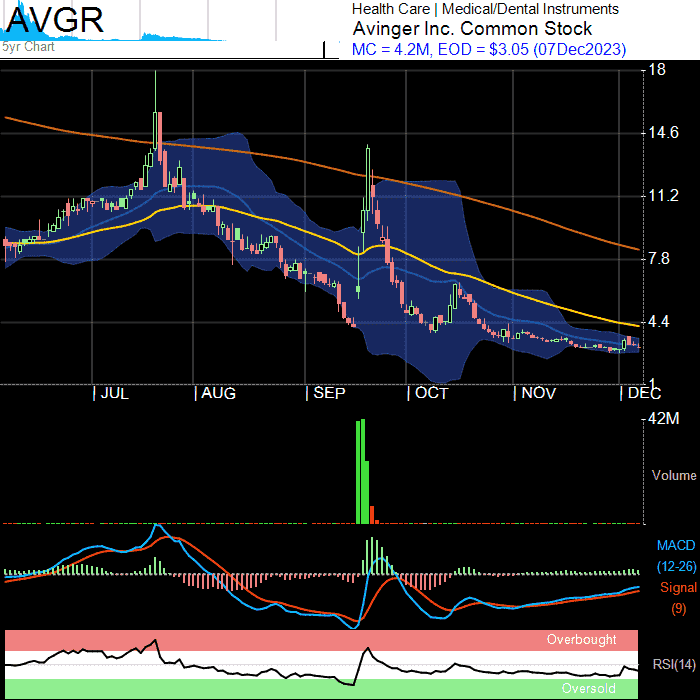 AVGR
5yr Chart
Health Care | Medical/Dental Instruments
Avinger Inc. Common Stock
MC = 4.2M, EOD = $3.05 (07Dec2023)
18
14.6
11.2
7.8
4.4
1
JUL AUG SEP OCT NOV DEC
42M
Volume
MACD
(12-26)
Signal
(9)
Overbought
RSI(14)
Oversold